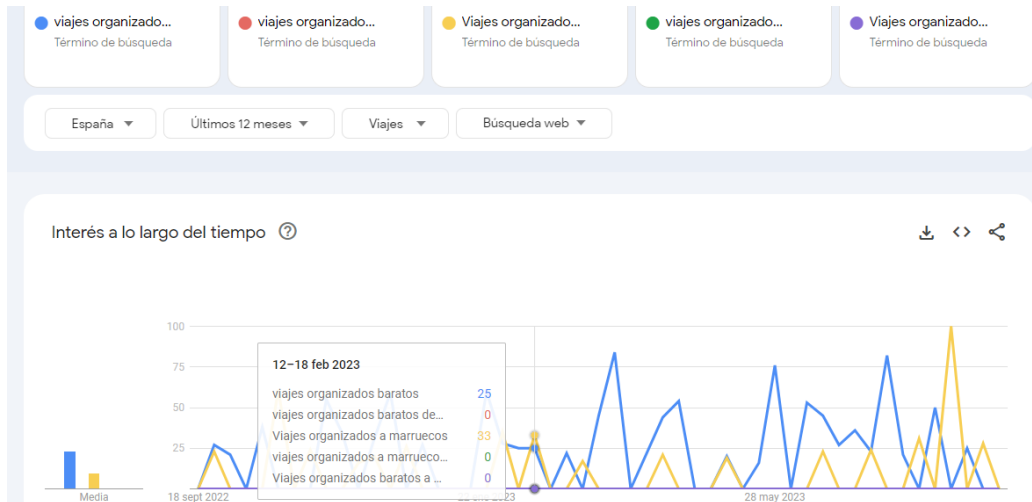 viajes organizado...
Término de búsqueda
viajes organizado...
Término de búsqueda
Viajes organizado...
Término de búsqueda
viajes organizado...
Término de búsqueda
Viajes organizado...
Término de búsqueda
España
Últimos 12 meses
Viajes
Búsqueda web
Interés a lo largo del tiempo
100
75
50
25
12–18 feb 2023
viajes organizados baratos 25
viajes organizados baratos de... 0
Viajes organizados a marruecos 33
viajes organizados a marrueco... 0
Viajes organizados baratos a ... 0
Media
18 sept 2022
2023
28 may 2023